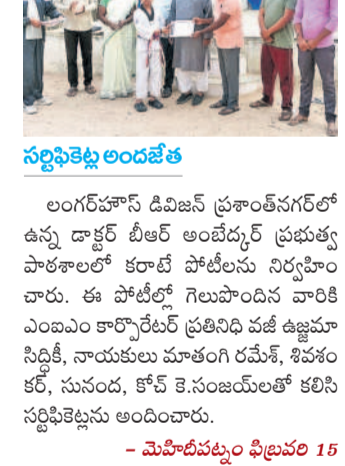 సర్టిఫికెట్ల అందజేత
లంగర్‌హౌస్ డివిజన్ ప్రశాంత్‌నగర్‌లో
ఉన్న డాక్టర్ బీఆర్ అంబేద్కర్ ప్రభుత్వ
పాఠశాలలో కరాటే పోటీలను నిర్వహిం
చారు. ఈ పోటీల్లో గెలుపొందిన వారికి
ఎంఐఎం కార్పొరేటర్ ప్రతినిధి వజీ ఉజ్జమా
సిద్ధికీ, నాయకులు మాతంగి రమేశ్, శివశం
కర్, సునంద, కోచ్ కె.సంజయ్‌లతో కలిసి
సర్టిఫికెట్లను అందించారు.
– మెహిదీపట్నం ఫిబ్రవరి 15